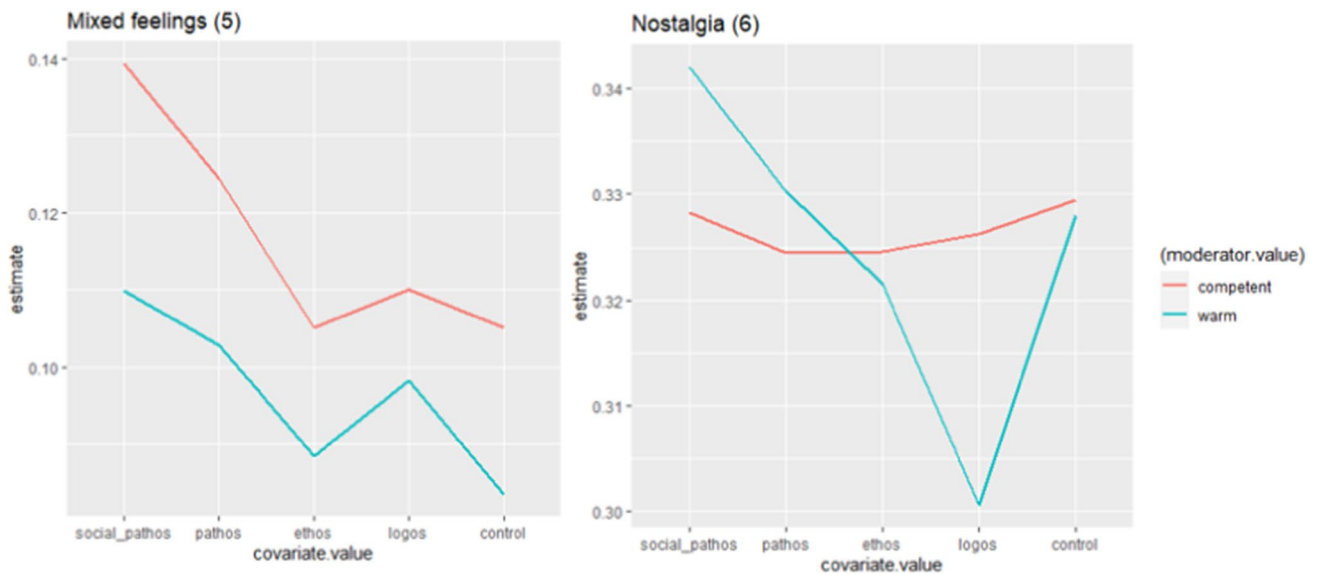 Mixed feelings (5)
0.14
0.12
0.10
estimate
social_pathos pathos ethos logos control
covariate.value
Nostalgia (6)
0.34
0.33
0.32
0.31
0.30
estimate
social_pathos pathos ethos logos control
covariate.value
(moderator.value)
competent
warm